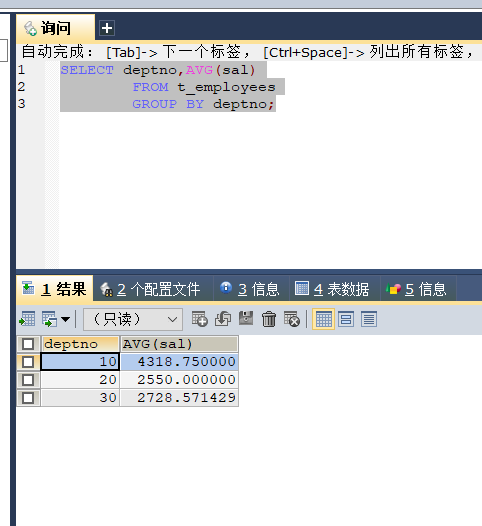 询问
自动完成： [Tab]-> 下一个标签， [Ctrl+Space]-> 列出所有标签，
1 SELECT deptno,AVG(sal)
2 FROM t_employees
3 GROUP BY deptno;
1 结果 2 个配置文件 3 信息 4 表数据 5 信息
（只读）
deptno AVG(sal)
10 4318.750000
20 2550.000000
30 2728.571429